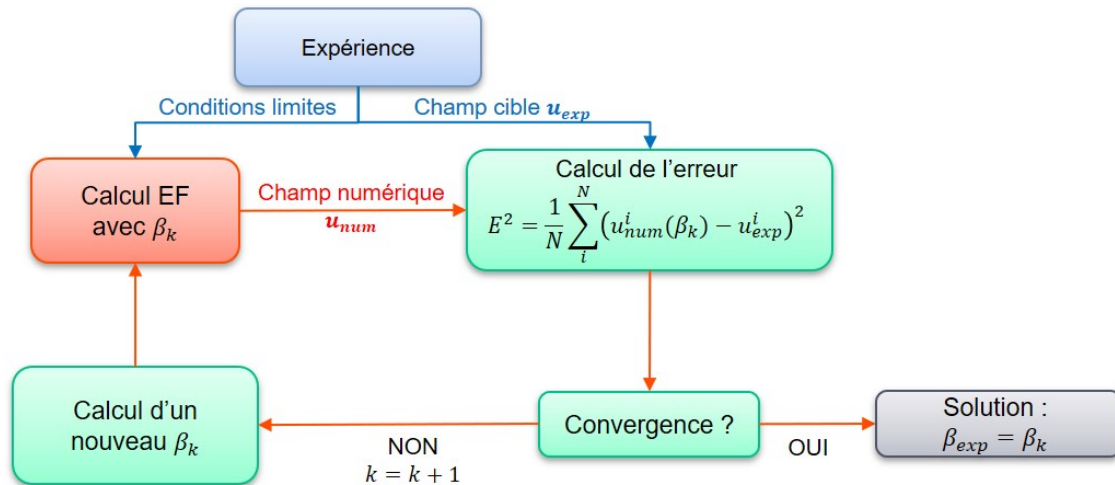 Expérience
Conditions limites
Champ cible u_exp
Calcul EF
avec β_k
Champ numérique
u_num
Calcul de l'erreur
E² = 1/N ∑_i^N (u^i_num(β_k) − u^i_exp)²
Calcul d'un
nouveau β_k
NON
k = k + 1
Convergence ?
OUI
Solution :
β_exp = β_k